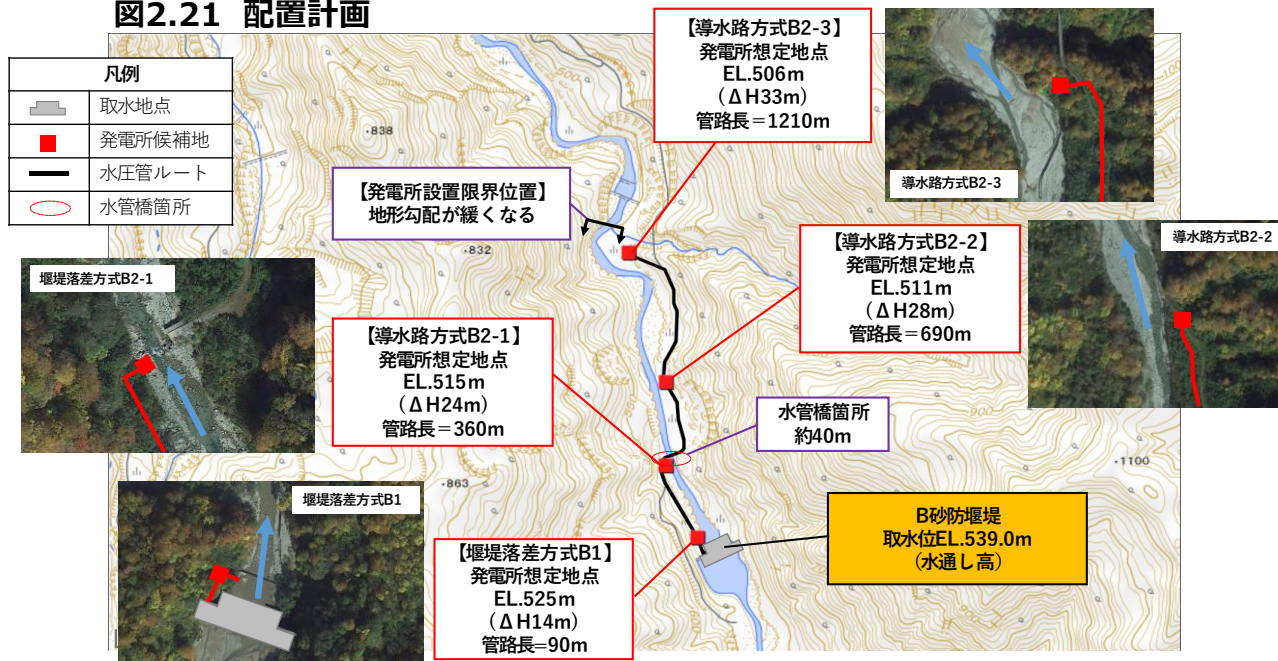 図2.21 配置計画
凡例
取水地点
発電所候補地
水圧管ルート
水管橋箇所
【導水路方式B2-3】
発電所想定地点
EL.506m
(ΔH33m)
管路長=1210m
導水路方式B2-3
・838
【発電所設置限界位置】
地形勾配が緩くなる
・832
【導水路方式B2-2】
発電所想定地点
EL.511m
(ΔH28m)
管路長=690m
導水路方式B2-2
堰堤落差方式B2-1
【導水路方式B2-1】
発電所想定地点
EL.515m
(ΔH24m)
管路長=360m
水管橋箇所
約40m
900
・1100
・863
堰堤落差方式B1
【堰堤落差方式B1】
発電所想定地点
EL.525m
(ΔH14m)
管路長=90m
B砂防堰堤
取水位EL.539.0m
(水通し高)